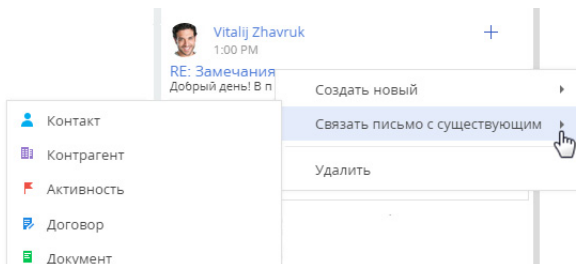 Vitalij Zhavruk
1:00 PM
RE: Замечания
Добрый день! В п
Создать новый
Связать письмо с существующим
Удалить
Контакт
Контрагент
Активность
Договор
Документ